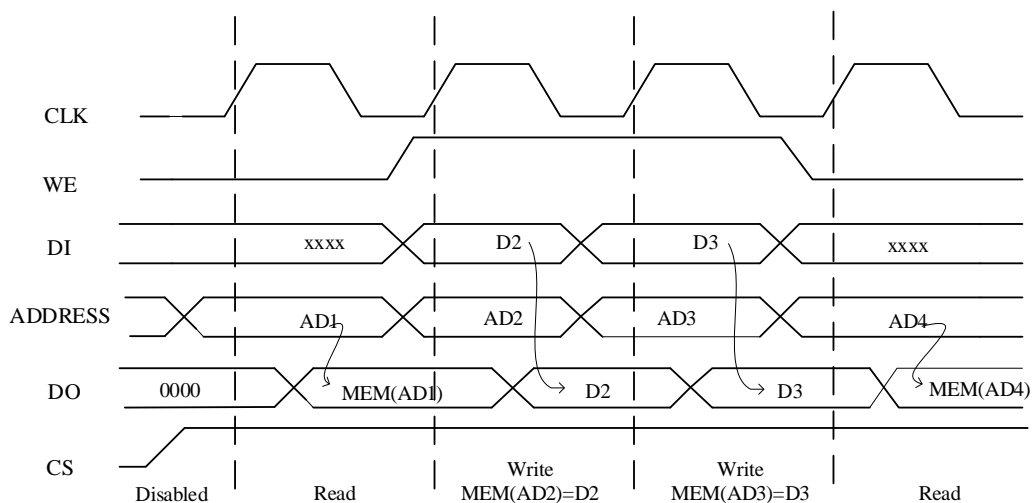 CLK
WE
DI
xxxx
D2
D3
xxxx
ADDRESS
AD1
AD2
AD3
AD4
DO
0000
MEM(AD1)
D2
D3
MEM(AD4)
CS
Disabled
Read
Write
MEM(AD2)=D2
Write
MEM(AD3)=D3
Read